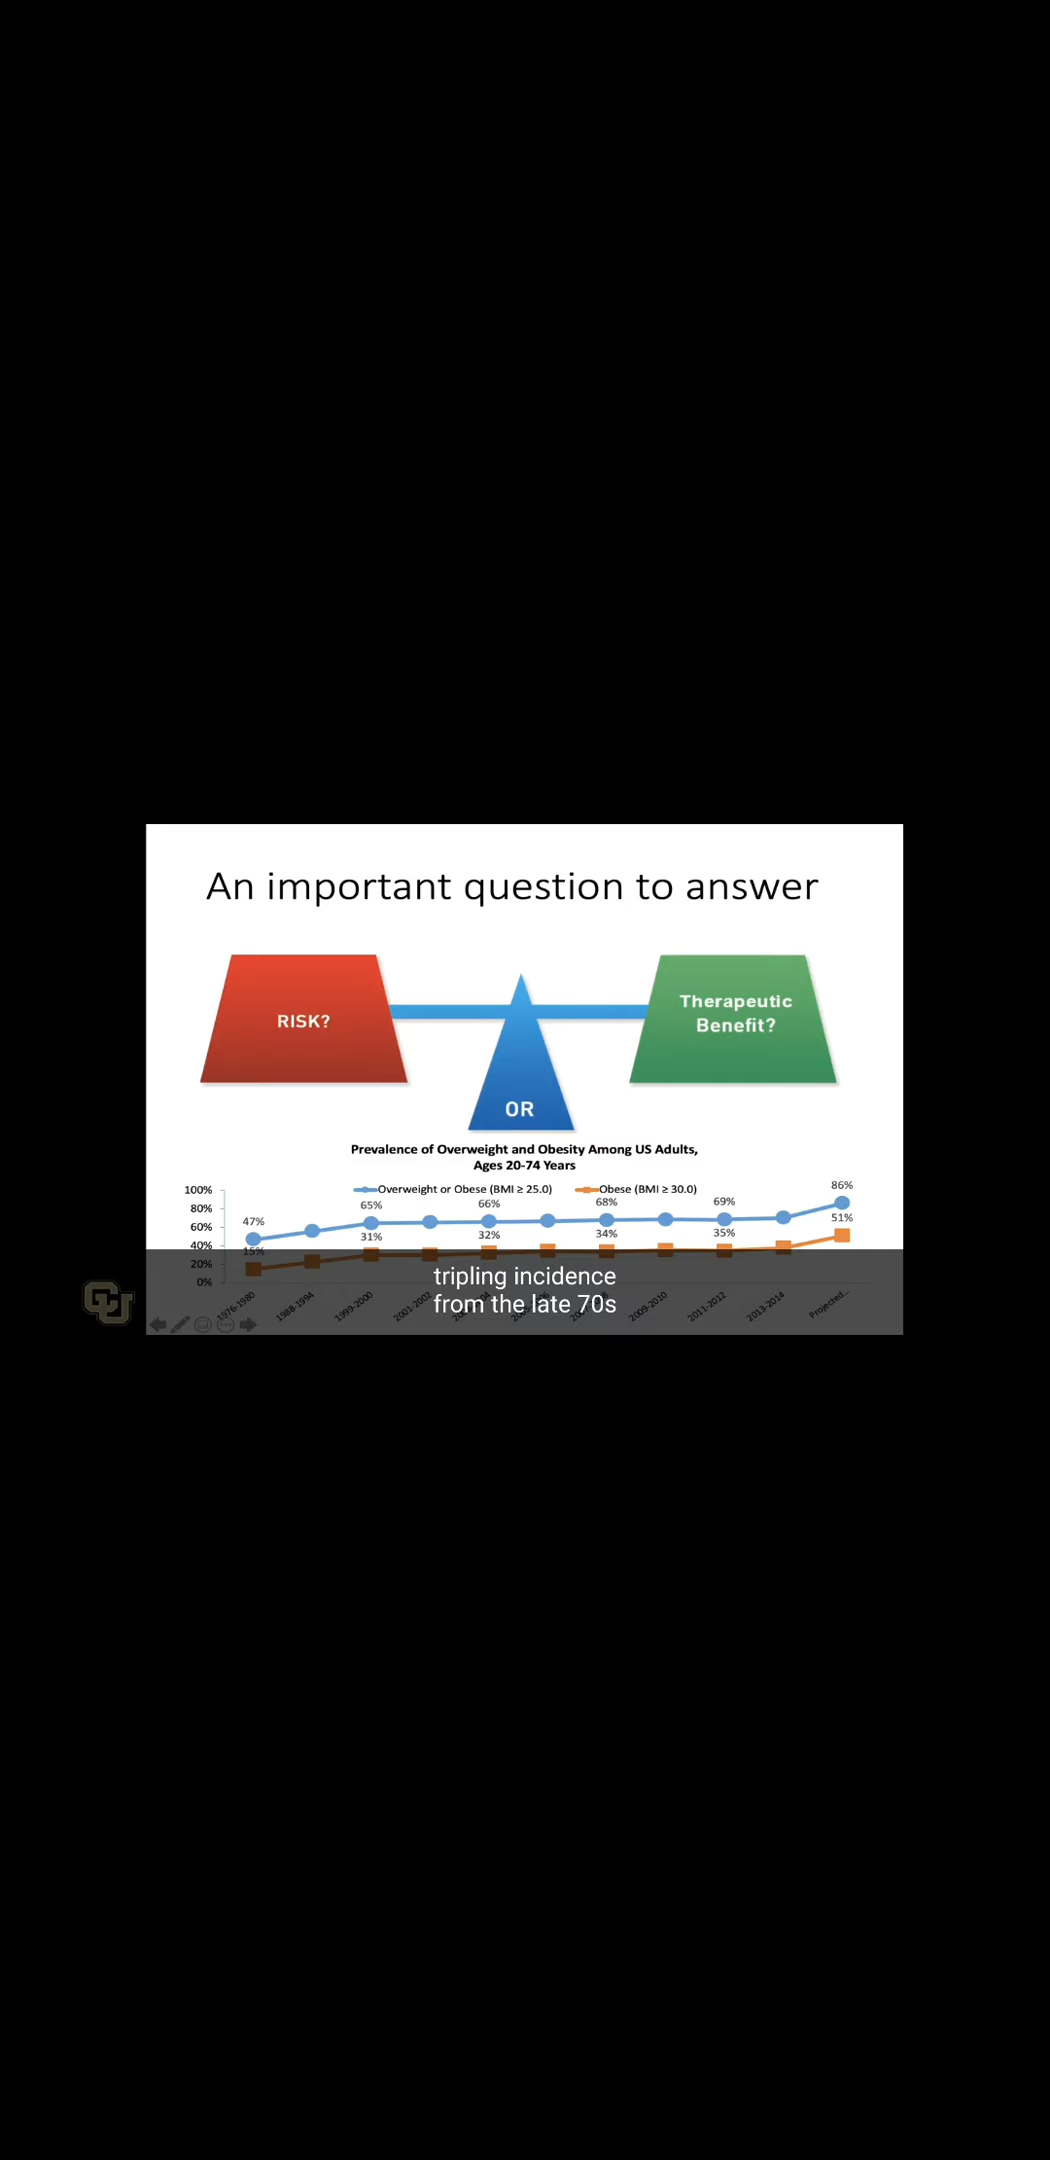 An important question to answer
RISK?
Therapeutic
Benefit?
OR
Prevalence of Overweight and Obesity Among US Adults,
Ages 20-74 Years
Overweight or Obese (BMI ≥ 25.0) Obese (BMI ≥ 30.0)
100%
80%
60%
40%
20%
0%
47%
65%
66%
68%
69%
86%
15%
31%
32%
34%
35%
51%
1976-1980
1988-1994
1999-2000
2001-2002
2009-2010
2011-2012
2013-2014
Projected...
tripling incidence
from the late 70s
CU